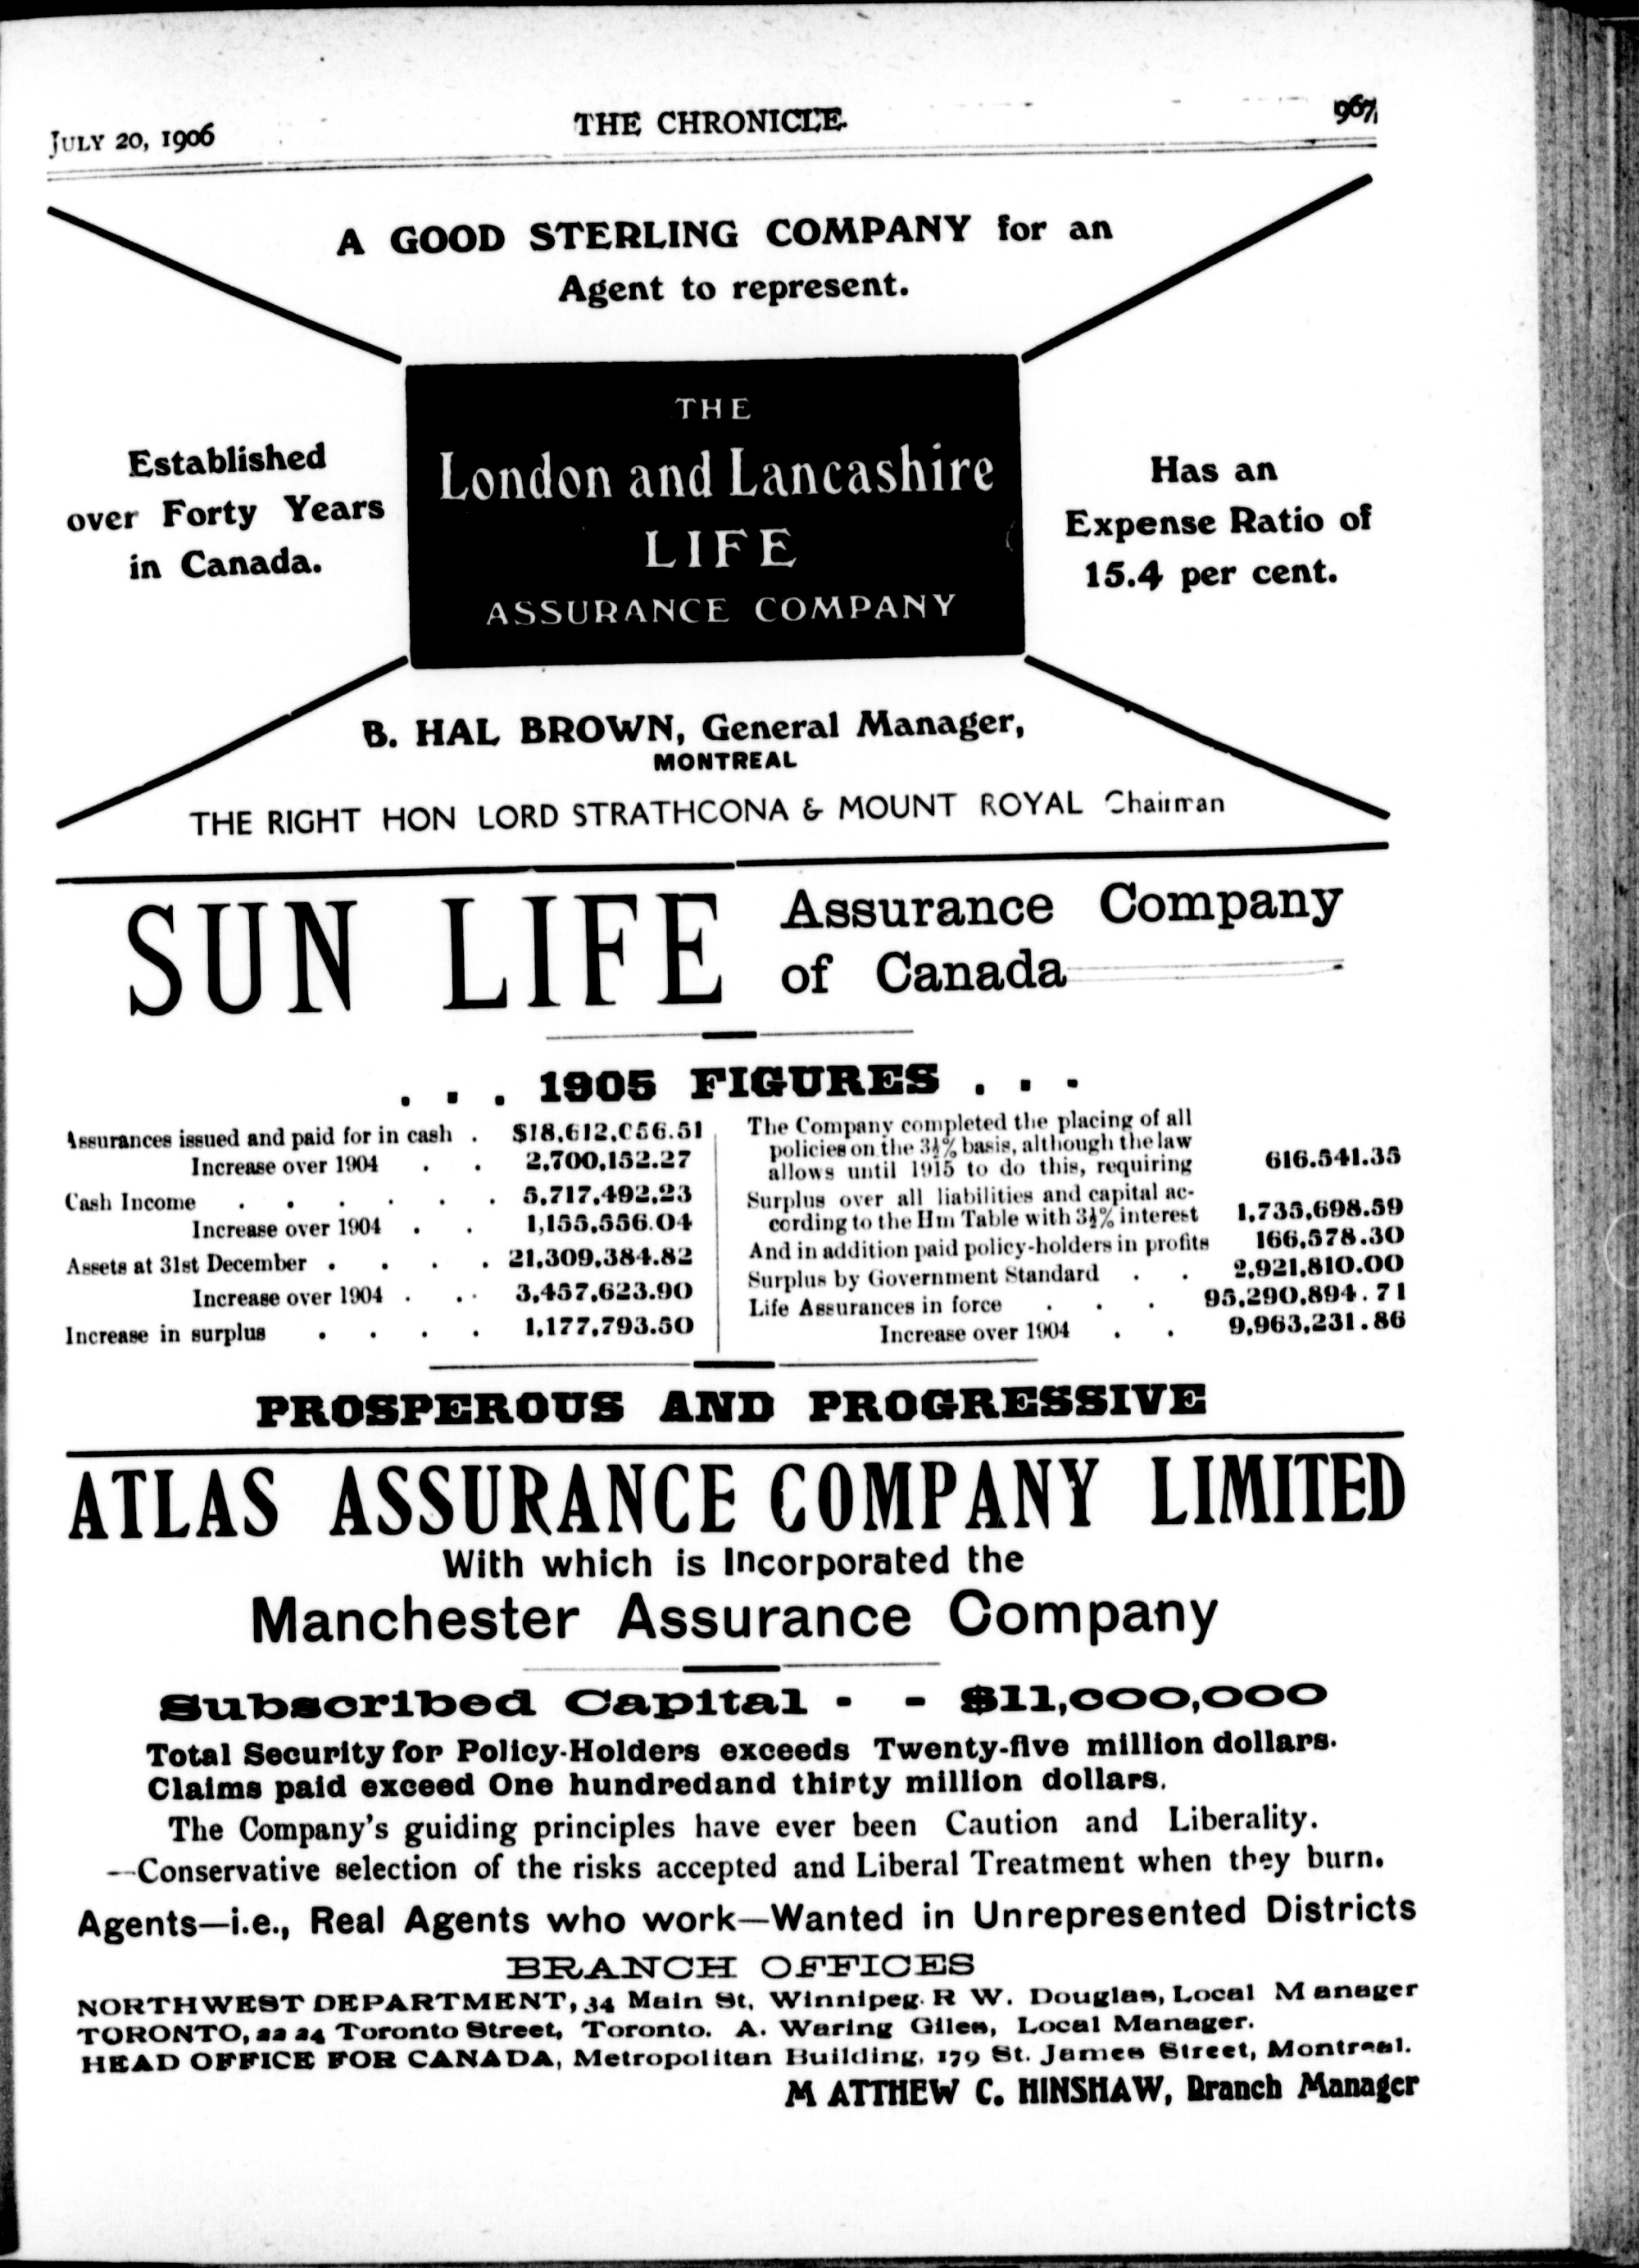 JULY 20, 1906 THE CHRONICLE. 967
A GOOD STERLING COMPANY for an
Agent to represent.
Established
over Forty Years
in Canada.
THE
London and Lancashire
LIFE
ASSURANCE COMPANY
Has an
Expense Ratio of
15.4 per cent.
B. HAL BROWN, General Manager,
MONTREAL
THE RIGHT HON LORD STRATHCONA & MOUNT ROYAL Chairman
SUN LIFE Assurance Company
of Canada
. . . 1905 FIGURES . . .
Assurances issued and paid for in cash . $18,612,056.51
Increase over 1904 . . 2,700,152.27
Cash Income . . . . . . 5,717,492,23
Increase over 1904 . . 1,155,556.04
Assets at 31st December . . . . 21,309,384.82
Increase over 1904 . . . 3,457,623.90
Increase in surplus . . . . 1,177,793.50
The Company completed the placing of all
policies on the 3½% basis, although the law
allows until 1915 to do this, requiring 616.541.35
Surplus over all liabilities and capital ac-
cording to the Hm Table with 3½% interest 1,735,698.59
And in addition paid policy-holders in profits 166,578.30
Surplus by Government Standard . . 2,921,810.00
Life Assurances in force . . . 95,290,894.71
Increase over 1904 . . 9,963,231.86
PROSPEROUS AND PROGRESSIVE
ATLAS ASSURANCE COMPANY LIMITED
With which is Incorporated the
Manchester Assurance Company
Subscribed Capital - - $11,000,000
Total Security for Policy-Holders exceeds Twenty-five million dollars.
Claims paid exceed One hundredand thirty million dollars.
The Company's guiding principles have ever been Caution and Liberality.
—Conservative selection of the risks accepted and Liberal Treatment when they burn.
Agents—i.e., Real Agents who work—Wanted in Unrepresented Districts
BRANCH OFFICES
NORTHWEST DEPARTMENT, 34 Main St, Winnipeg. R W. Douglas, Local Manager
TORONTO, 22 24 Toronto Street, Toronto. A. Waring Giles, Local Manager.
HEAD OFFICE FOR CANADA, Metropolitan Building, 179 St. James Street, Montreal.
MATTHEW C. HINSHAW, Branch Manager